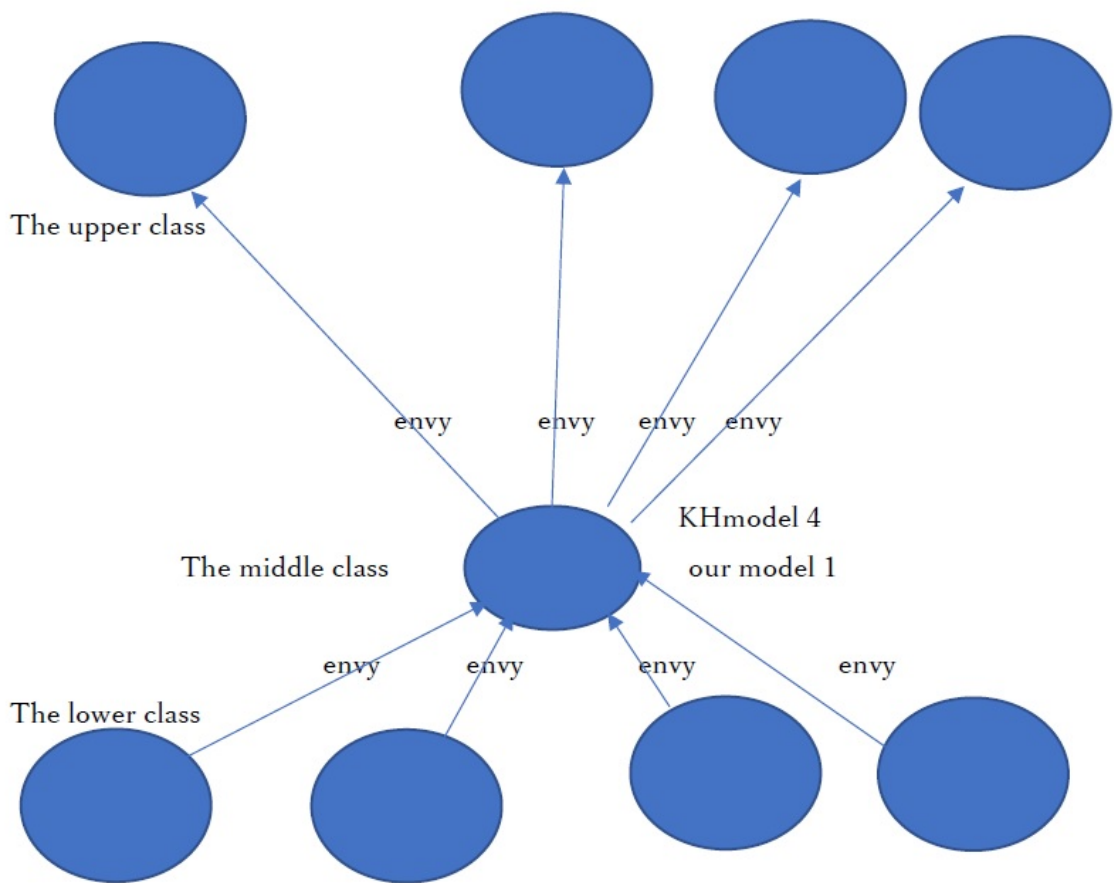 The upper class
envy envy envy envy
KHmodel 4
The middle class our model 1
envy envy envy envy
The lower class